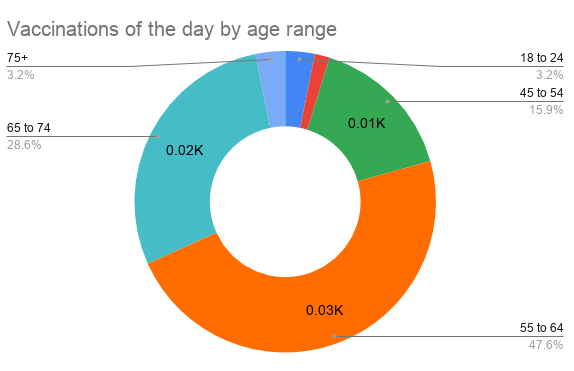 Vaccinations of the day by age range
75+
3.2%
18 to 24
3.2%
45 to 54
15.9%
65 to 74
28.6%
0.01K
0.02K
0.03K
55 to 64
47.6%